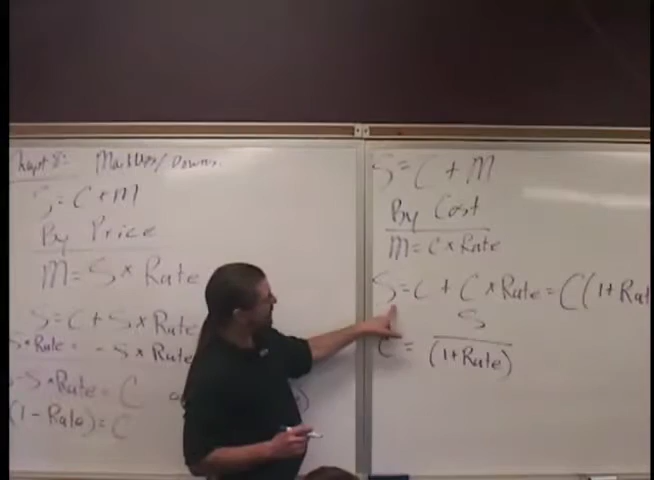 Chapt 8: MarkUps/Downs.
S = C + M
By Price
M = S × Rate
S = C + S × Rate
S × Rate = - S × Rate
- S × Rate = C
(1 - Rate) = C
S = C + M
By Cost
M = C × Rate
S = C + C × Rate = C(1 + Rat
C = S / (1 + Rate)